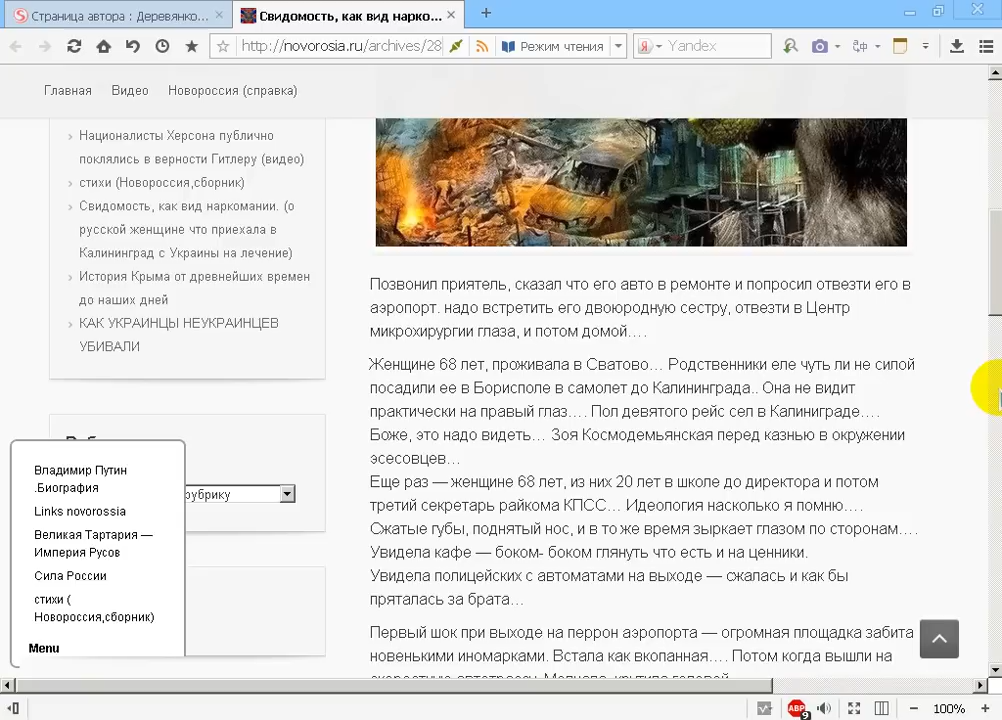 Страница автора : Деревянко...
Свидомость, как вид нарко...
http://novorosia.ru/archives/28
Режим чтения
Я
Yandex
Главная
Видео
Новороссия (справка)
Националисты Херсона публично
поклялись в верности Гитлеру (видео)
стихи (Новороссия,сборник)
Свидомость, как вид наркомании. (о
русской женщине что приехала в
Калининград с Украины на лечение)
История Крыма от древнейших времен
до наших дней
КАК УКРАИНЦЫ НЕУКРАИНЦЕВ
УБИВАЛИ
рубрику
Владимир Путин
.Биография
Links novorossia
Великая Тартария —
Империя Русов
Сила России
стихи (
Новороссия,сборник)
Menu
Позвонил приятель, сказал что его авто в ремонте и попросил отвезти его в
аэропорт. надо встретить его двоюродную сестру, отвезти в Центр
микрохирургии глаза, и потом домой….
Женщине 68 лет, проживала в Сватово… Родственники еле чуть ли не силой
посадили ее в Борисполе в самолет до Калининграда.. Она не видит
практически на правый глаз…. Пол девятого рейс сел в Калиниграде….
Боже, это надо видеть… Зоя Космодемьянская перед казнью в окружении
эсесовцев…
Еще раз — женщине 68 лет, из них 20 лет в школе до директора и потом
третий секретарь райкома КПСС… Идеология насколько я помню….
Сжатые губы, поднятый нос, и в то же время зыркает глазом по сторонам….
Увидела кафе — боком- боком глянуть что есть и на ценники.
Увидела полицейских с автоматами на выходе — сжалась и как бы
пряталась за брата…
Первый шок при выходе на перрон аэропорта — огромная площадка забита
новенькими иномарками. Встала как вкопанная…. Потом когда вышли на
ABP
9
100%